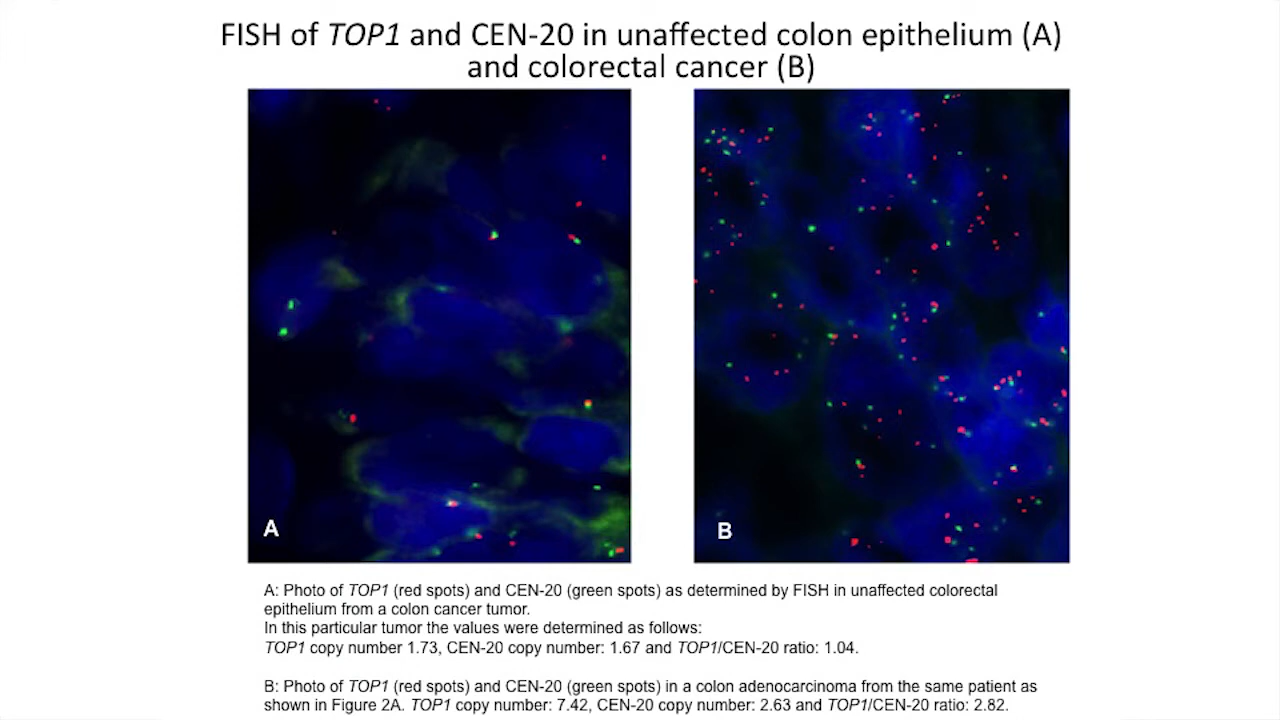 FISH of TOP1 and CEN-20 in unaffected colon epithelium (A)
and colorectal cancer (B)
A
B
A: Photo of TOP1 (red spots) and CEN-20 (green spots) as determined by FISH in unaffected colorectal
epithelium from a colon cancer tumor.
In this particular tumor the values were determined as follows:
TOP1 copy number 1.73, CEN-20 copy number: 1.67 and TOP1/CEN-20 ratio: 1.04.
B: Photo of TOP1 (red spots) and CEN-20 (green spots) in a colon adenocarcinoma from the same patient as
shown in Figure 2A. TOP1 copy number: 7.42, CEN-20 copy number: 2.63 and TOP1/CEN-20 ratio: 2.82.